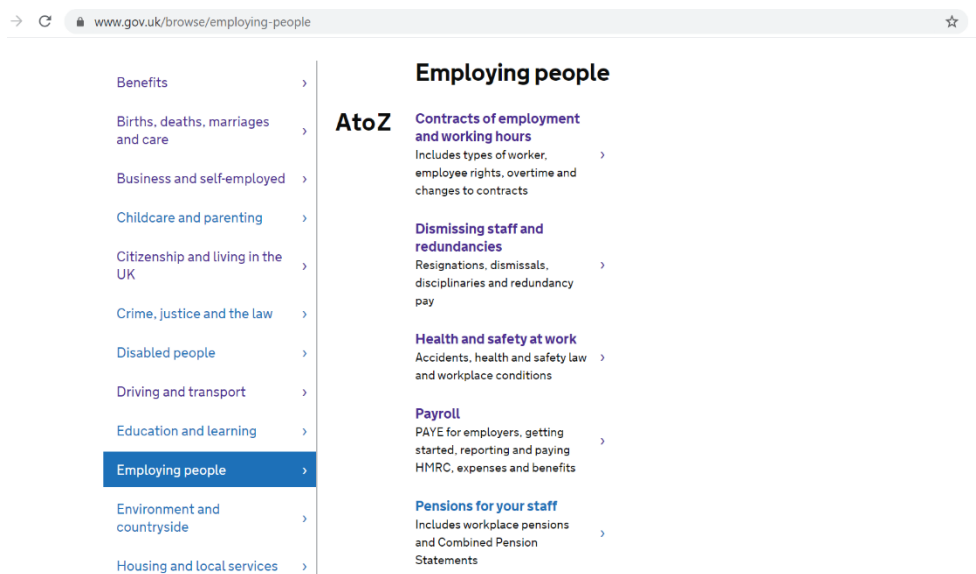 www.gov.uk/browse/employing-people
Benefits
Births, deaths, marriages
and care
Business and self-employed
Childcare and parenting
Citizenship and living in the
UK
Crime, justice and the law
Disabled people
Driving and transport
Education and learning
Employing people
Environment and
countryside
Housing and local services
Employing people
A to Z
Contracts of employment
and working hours
Includes types of worker,
employee rights, overtime and
changes to contracts
Dismissing staff and
redundancies
Resignations, dismissals,
disciplinaries and redundancy
pay
Health and safety at work
Accidents, health and safety law
and workplace conditions
Payroll
PAYE for employers, getting
started, reporting and paying
HMRC, expenses and benefits
Pensions for your staff
Includes workplace pensions
and Combined Pension
Statements